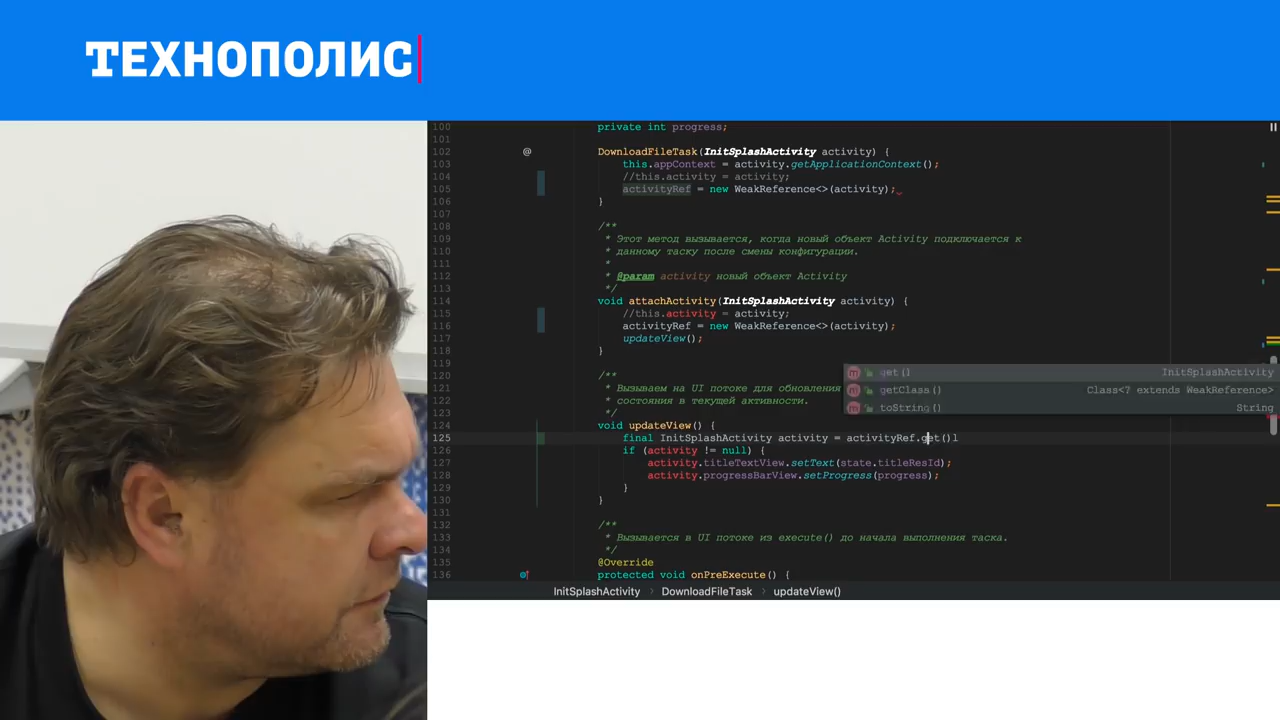 ТЕХНОПОЛИС
100 private int progress;
101
102 @ DownloadFileTask(InitSplashActivity activity) {
103 this.appContext = activity.getApplicationContext();
104 //this.activity = activity;
105 activityRef = new WeakReference<>(activity);
106 }
107
108 /**
109 * Этот метод вызывается, когда новый объект Activity подключается к
110 * данному таску после смены конфигурации.
111 *
112 * @param activity новый объект Activity
113 */
114 void attachActivity(InitSplashActivity activity) {
115 //this.activity = activity;
116 activityRef = new WeakReference<>(activity);
117 updateView();
118 }
119
120 /**
121 * Вызываем на UI потоке для обновления
122 * состояния в текущей активности.
123 */
get() InitSplashActivity
getClass() Class<? extends WeakReference>
toString() String
124 void updateView() {
125 final InitSplashActivity activity = activityRef.get()l
126 if (activity != null) {
127 activity.titleTextView.setText(state.titleResId);
128 activity.progressBarView.setProgress(progress);
129 }
130 }
131
132 /**
133 * Вызывается в UI потоке из execute() до начала выполнения таска.
134 */
135 @Override
136 protected void onPreExecute() {
InitSplashActivity › DownloadFileTask › updateView()